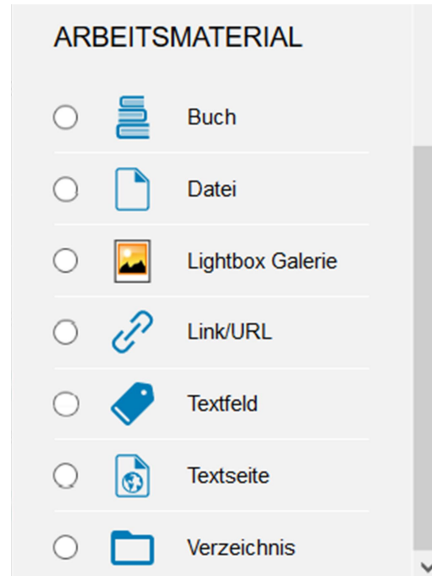 ARBEITSMATERIAL
Buch
Datei
Lightbox Galerie
Link/URL
Textfeld
Textseite
Verzeichnis